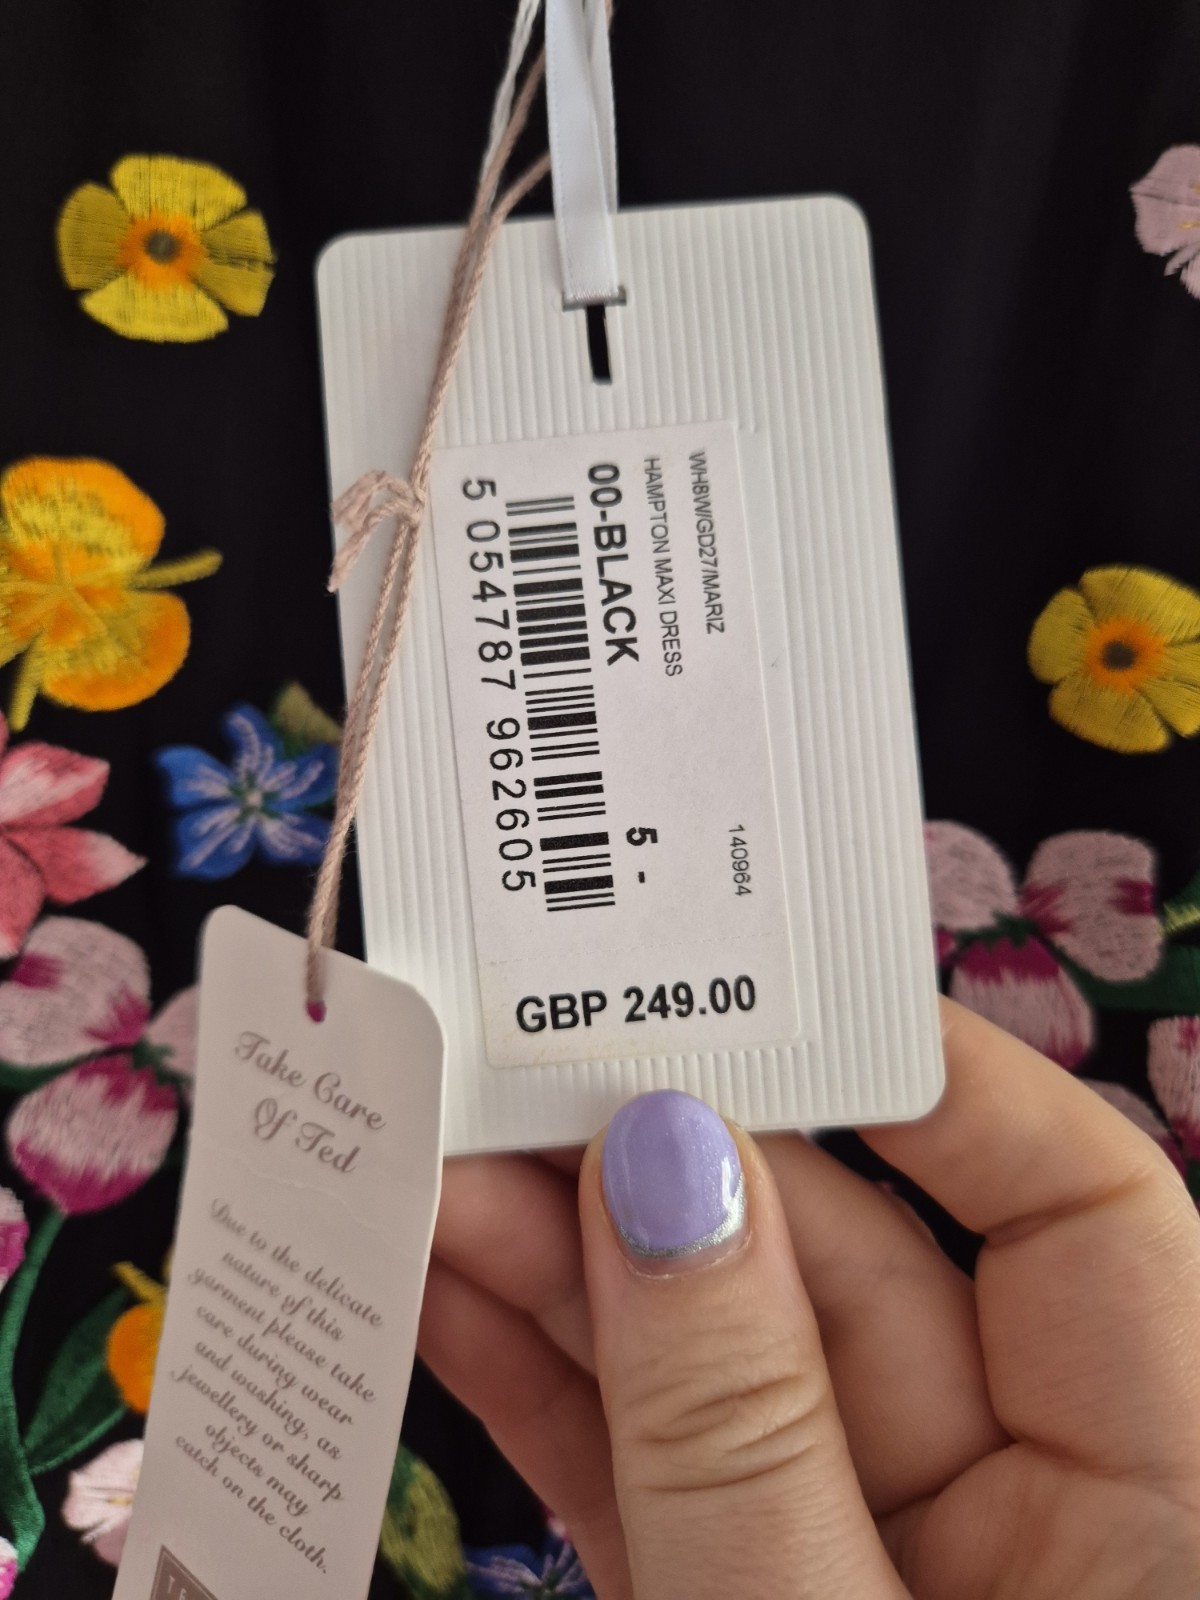 WH8W/GD27/MARIZ 140964
HAMPTON MAXI DRESS
00-BLACK 5 -
5 054787 962605
GBP 249.00
Take Care
Of Ted
Due to the delicate
nature of this
garment please take
care during wear
and washing, as
jewellery or sharp
objects may
catch on the cloth.